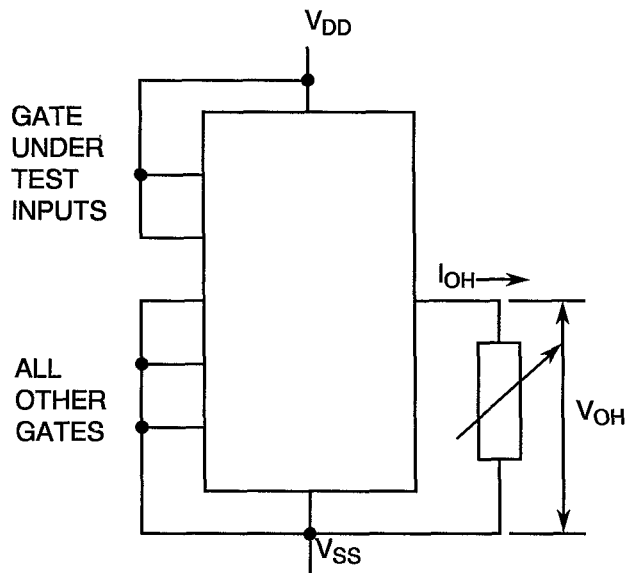 VDD
GATE
UNDER
TEST
INPUTS
IOH
ALL
OTHER
GATES
VOH
VSS